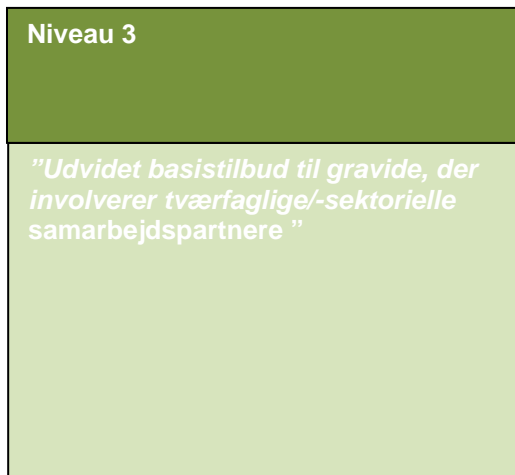 Niveau 3
”Udvidet basistilbud til gravide, der
involverer tværfaglige/-sektorielle
samarbejdspartnere ”